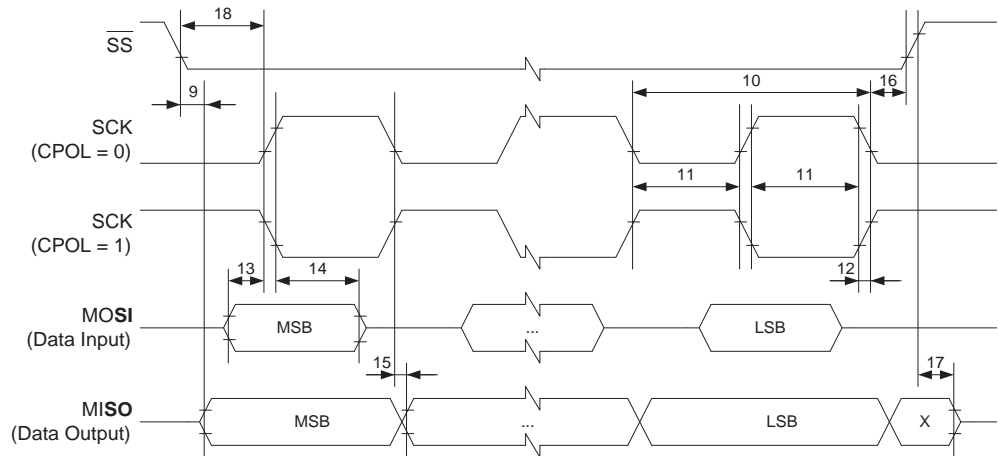 18
SS
10
16
9
SCK
(CPOL = 0)
11
11
SCK
(CPOL = 1)
13
14
12
MOSI
(Data Input)
MSB
...
LSB
15
17
MISO
(Data Output)
MSB
...
LSB
X